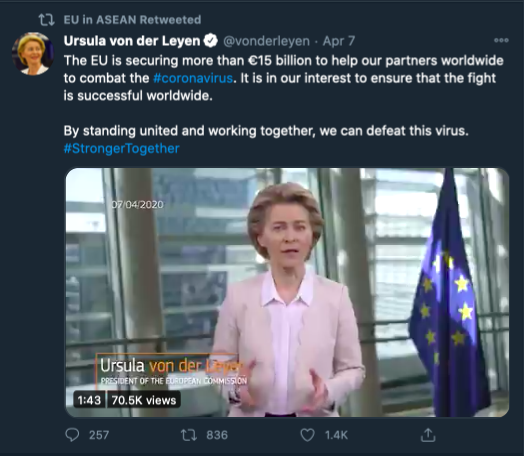 EU in ASEAN Retweeted
Ursula von der Leyen @vonderleyen · Apr 7
The EU is securing more than €15 billion to help our partners worldwide
to combat the #coronavirus. It is in our interest to ensure that the fight
is successful worldwide.
By standing united and working together, we can defeat this virus.
#StrongerTogether
07/04/2020
Ursula von der Leyen
PRESIDENT OF THE EUROPEAN COMMISSION
1:43 70.5K views
257 836 1.4K